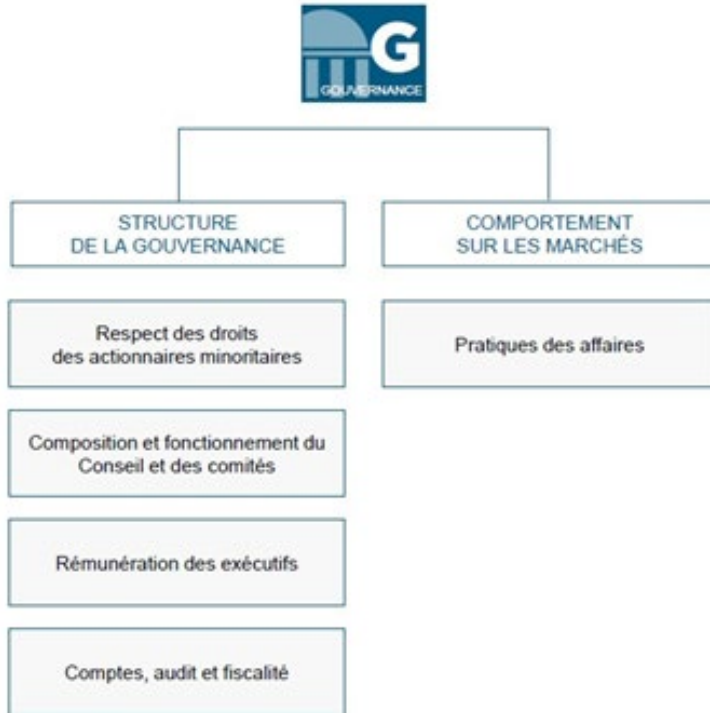 G
GOUVERNANCE
STRUCTURE
DE LA GOUVERNANCE
COMPORTEMENT
SUR LES MARCHÉS
Respect des droits
des actionnaires minoritaires
Pratiques des affaires
Composition et fonctionnement du
Conseil et des comités
Rémunération des exécutifs
Comptes, audit et fiscalité